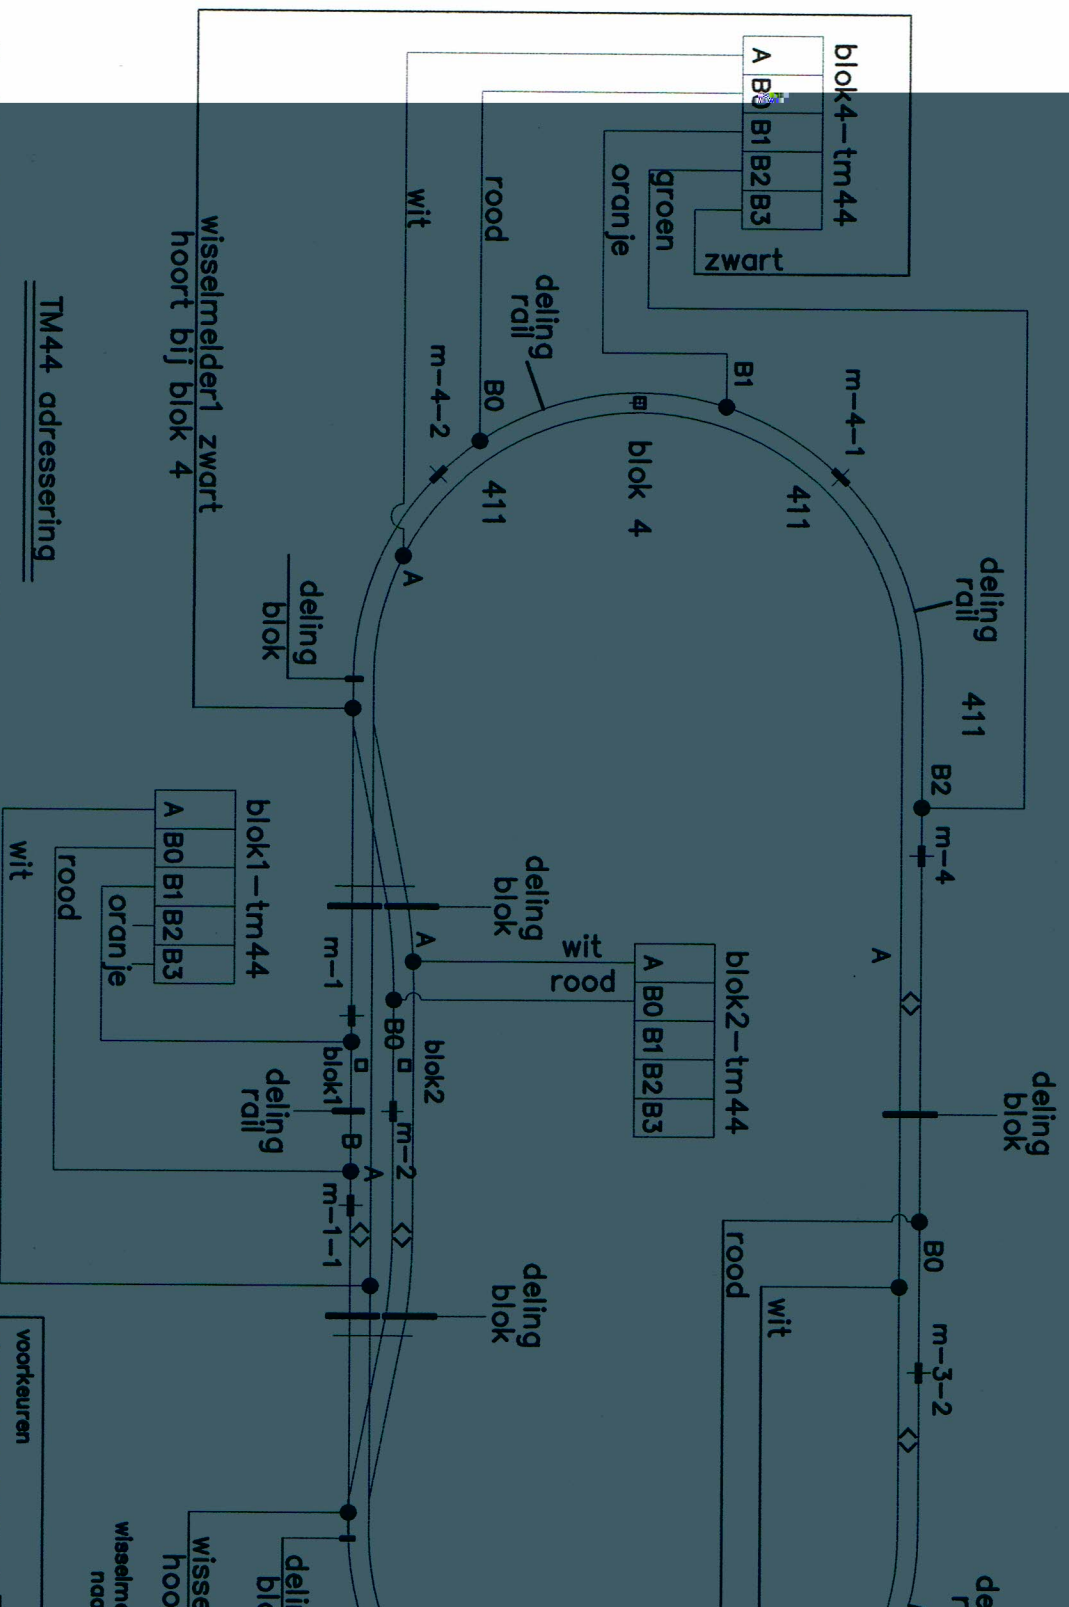 blok4-tm44
A B0 B1 B2 B3
zwart
groen
oranje
rood
wit
deling
rail
m-4-2
B0
411
B1
m-4-1
411
blok 4
A
deling
rail
411
B2
m-4
A
deling
blok
B0
m-3-2
rood
wit
wisselmelder1 zwart
hoort bij blok 4
TM44 adressering
deling
blok
blok1-tm44
A B0 B1 B2 B3
oranje
rood
wit
deling
blok
A
wit
rood
blok2-tm44
A B0 B1 B2 B3
B0
blok2
m-2
m-1
blok1
deling
rail
B
A
m-1-1
deling
blok
voorkeuren